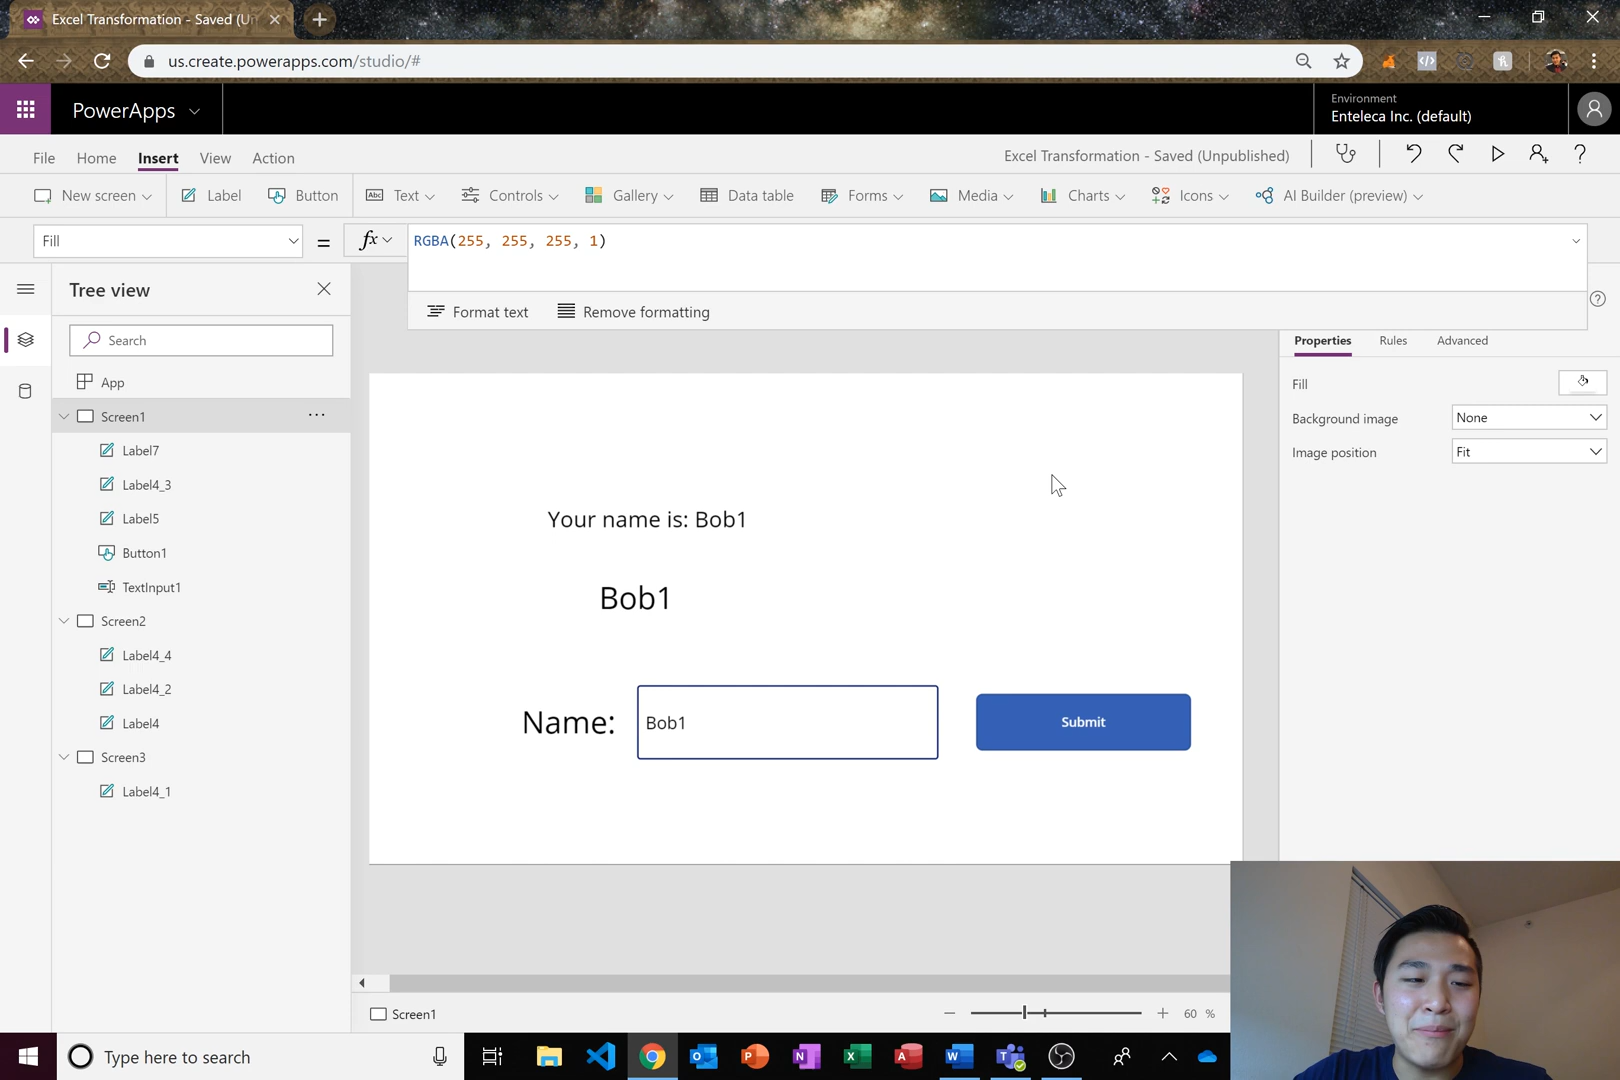 Excel Transformation - Saved (Un
us.create.powerapps.com/studio/#
PowerApps
Environment
Enteleca Inc. (default)
File Home Insert View Action
Excel Transformation - Saved (Unpublished)
New screen Label Button Text Controls Gallery Data table Forms Media Charts Icons AI Builder (preview)
Fill = fx RGBA(255, 255, 255, 1)
Format text Remove formatting
Tree view
Search
App
Screen1 ...
Label7
Label4_3
Label5
Button1
TextInput1
Screen2
Label4_4
Label4_2
Label4
Screen3
Label4_1
Your name is: Bob1
Bob1
Name: Bob1 Submit
Properties Rules Advanced
Fill
Background image None
Image position Fit
Screen1
60 %
Type here to search